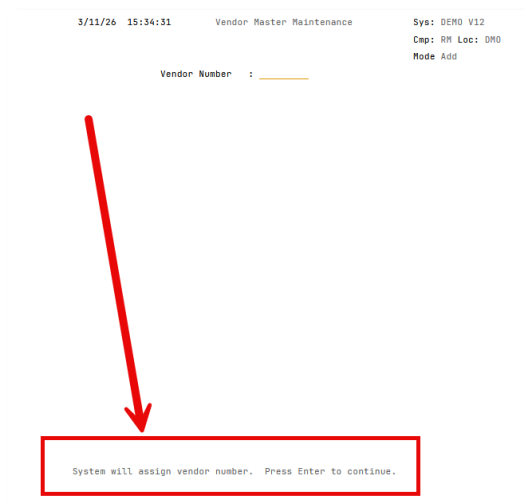 3/11/26  15:34:31  Vendor Master Maintenance  Sys: DEMO V12
Cmp: RM Loc: DMO
Mode Add
Vendor Number  :
System will assign vendor number.  Press Enter to continue.